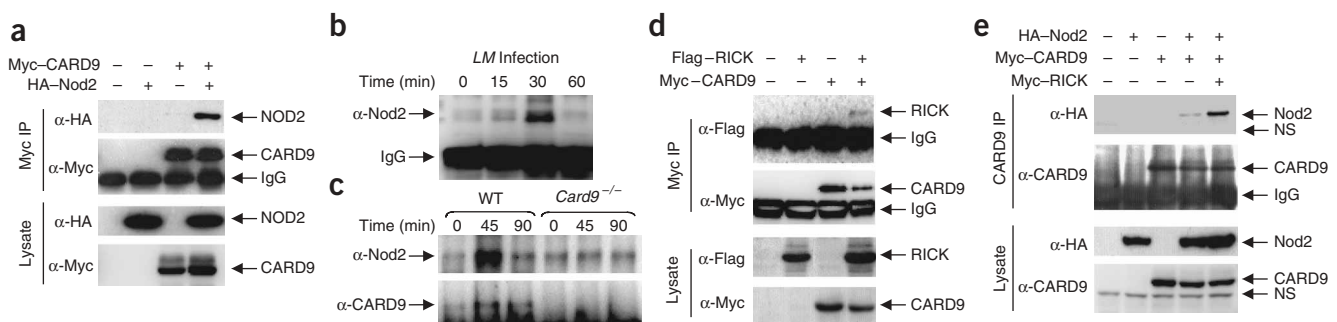 a
Myc–CARD9 – – + +
HA–Nod2 – + – +
Myc IP
α-HA
NOD2
α-Myc
CARD9
IgG
Lysate
α-HA
NOD2
α-Myc
CARD9
b
LM Infection
Time (min) 0 15 30 60
α-Nod2
IgG
c
WT Card9–/–
Time (min) 0 45 90 0 45 90
α-Nod2
α-CARD9
d
Flag–RICK – + – +
Myc–CARD9 – – + +
Myc IP
α-Flag
RICK
IgG
α-Myc
CARD9
IgG
Lysate
α-Flag
RICK
α-Myc
CARD9
e
HA–Nod2 – + – + +
Myc–CARD9 – – + + +
Myc–RICK – – – – +
CARD9 IP
α-HA
Nod2
NS
α-CARD9
CARD9
IgG
Lysate
α-HA
Nod2
α-CARD9
CARD9
NS